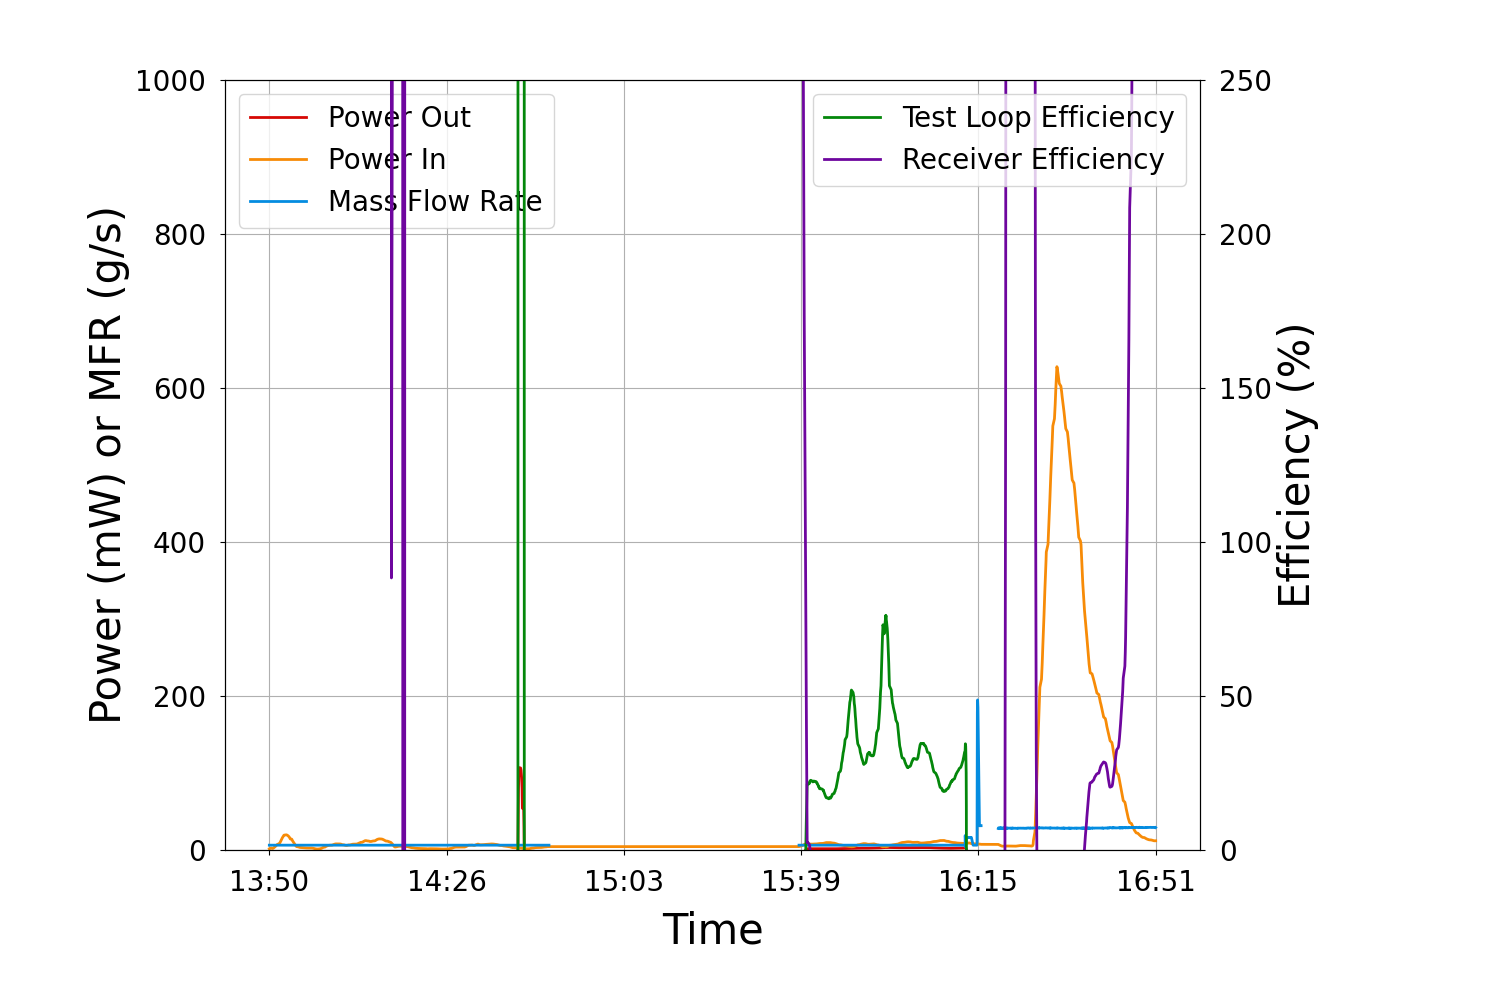 Power Out
Power In
Mass Flow Rate
Test Loop Efficiency
Receiver Efficiency
1000
800
600
400
200
0
Power (mW) or MFR (g/s)
250
200
150
100
50
0
Efficiency (%)
13:50 14:26 15:03 15:39 16:15 16:51
Time